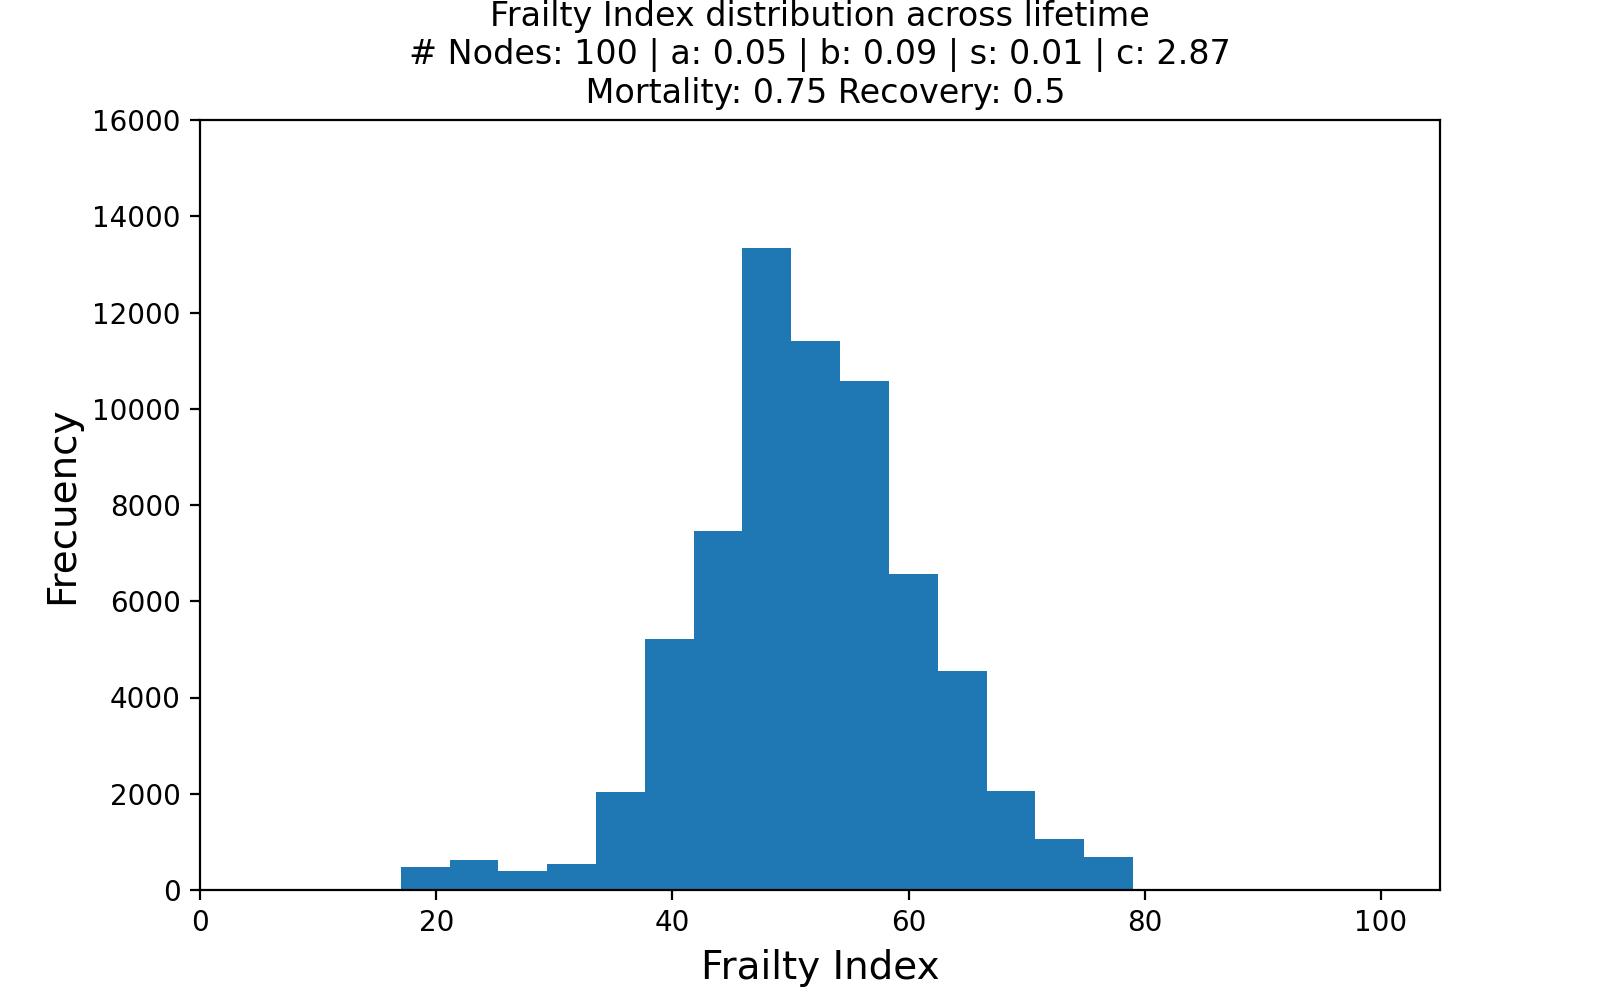 Frailty Index distribution across lifetime
# Nodes: 100 | a: 0.05 | b: 0.09 | s: 0.01 | c: 2.87
Mortality: 0.75 Recovery: 0.5
16000
14000
12000
10000
8000
6000
4000
2000
0
Frecuency
0 20 40 60 80 100
Frailty Index